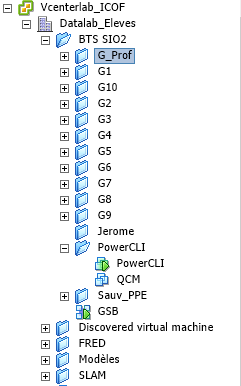 Vcenterlab_ICOF
Datalab_Eleves
BTS SIO2
G_Prof
G1
G10
G2
G3
G4
G5
G6
G7
G8
G9
Jerome
PowerCLI
PowerCLI
QCM
Sauv_PPE
GSB
Discovered virtual machine
FRED
Modèles
SLAM